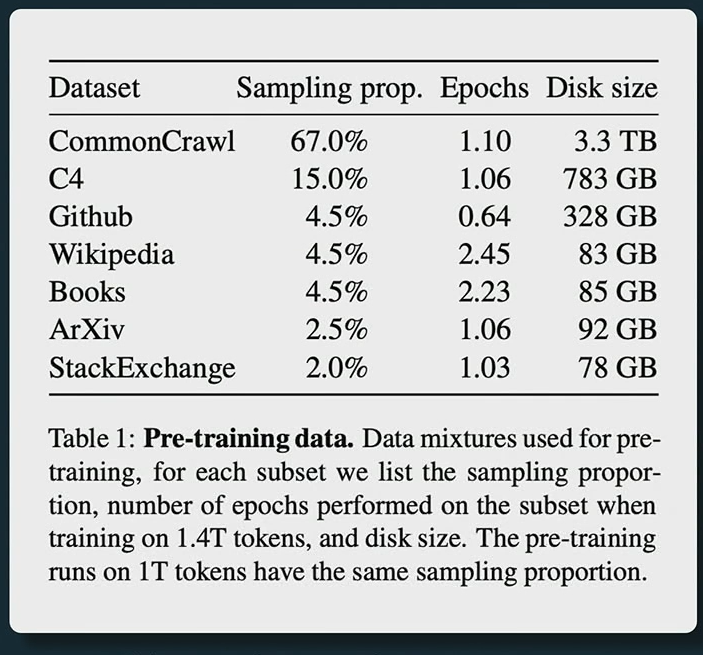 Dataset Sampling prop. Epochs Disk size
CommonCrawl 67.0% 1.10 3.3 TB
C4 15.0% 1.06 783 GB
Github 4.5% 0.64 328 GB
Wikipedia 4.5% 2.45 83 GB
Books 4.5% 2.23 85 GB
ArXiv 2.5% 1.06 92 GB
StackExchange 2.0% 1.03 78 GB
Table 1: Pre-training data. Data mixtures used for pre-
training, for each subset we list the sampling propor-
tion, number of epochs performed on the subset when
training on 1.4T tokens, and disk size. The pre-training
runs on 1T tokens have the same sampling proportion.